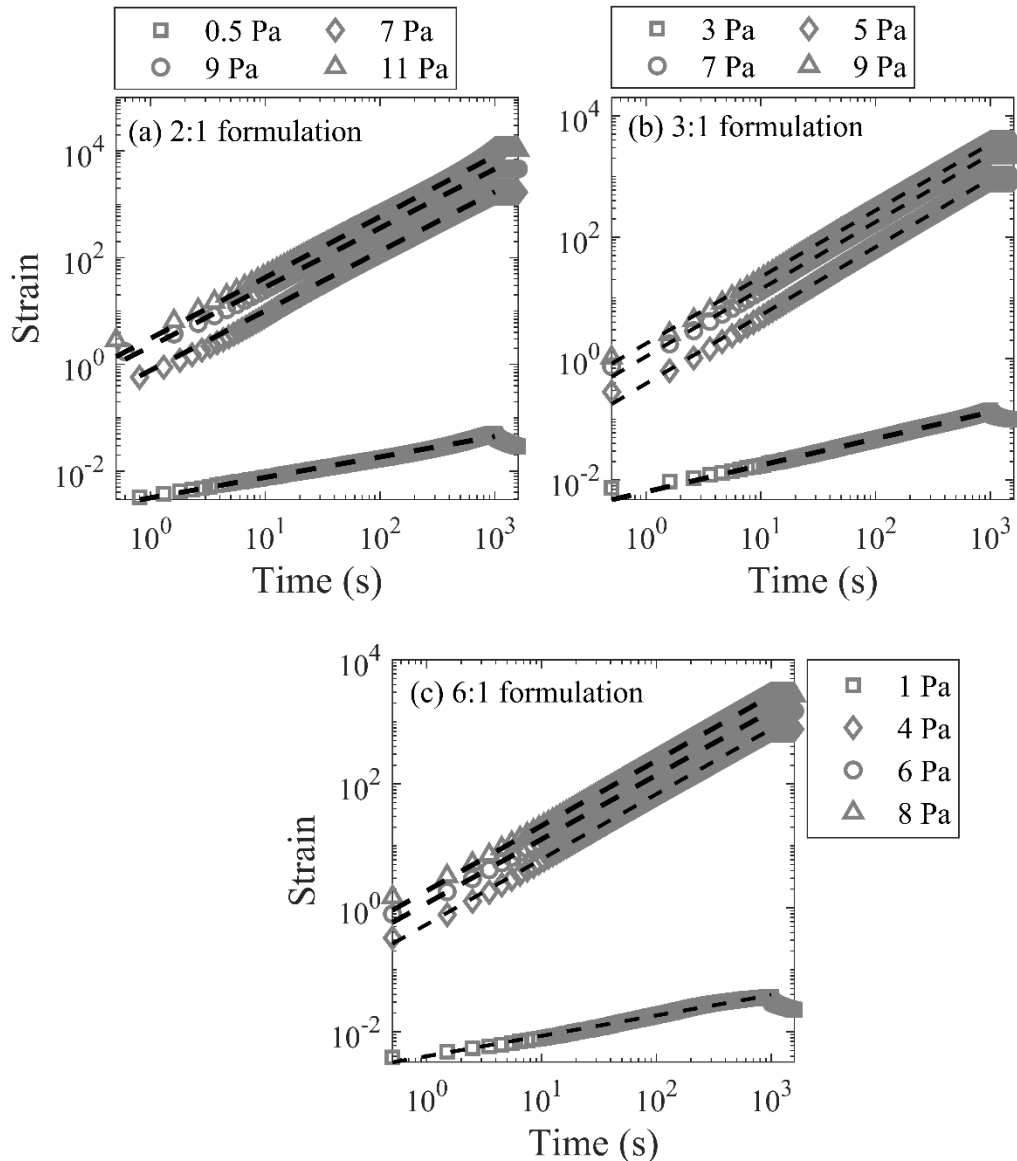 0.5 Pa 7 Pa
9 Pa 11 Pa
3 Pa 5 Pa
7 Pa 9 Pa
(a) 2:1 formulation
10^4
10^2
10^0
10^-2
Strain
10^0 10^1 10^2 10^3
Time (s)
(b) 3:1 formulation
10^4
10^2
10^0
10^-2
10^0 10^1 10^2 10^3
Time (s)
(c) 6:1 formulation
10^4
10^2
10^0
10^-2
Strain
10^0 10^1 10^2 10^3
Time (s)
1 Pa
4 Pa
6 Pa
8 Pa